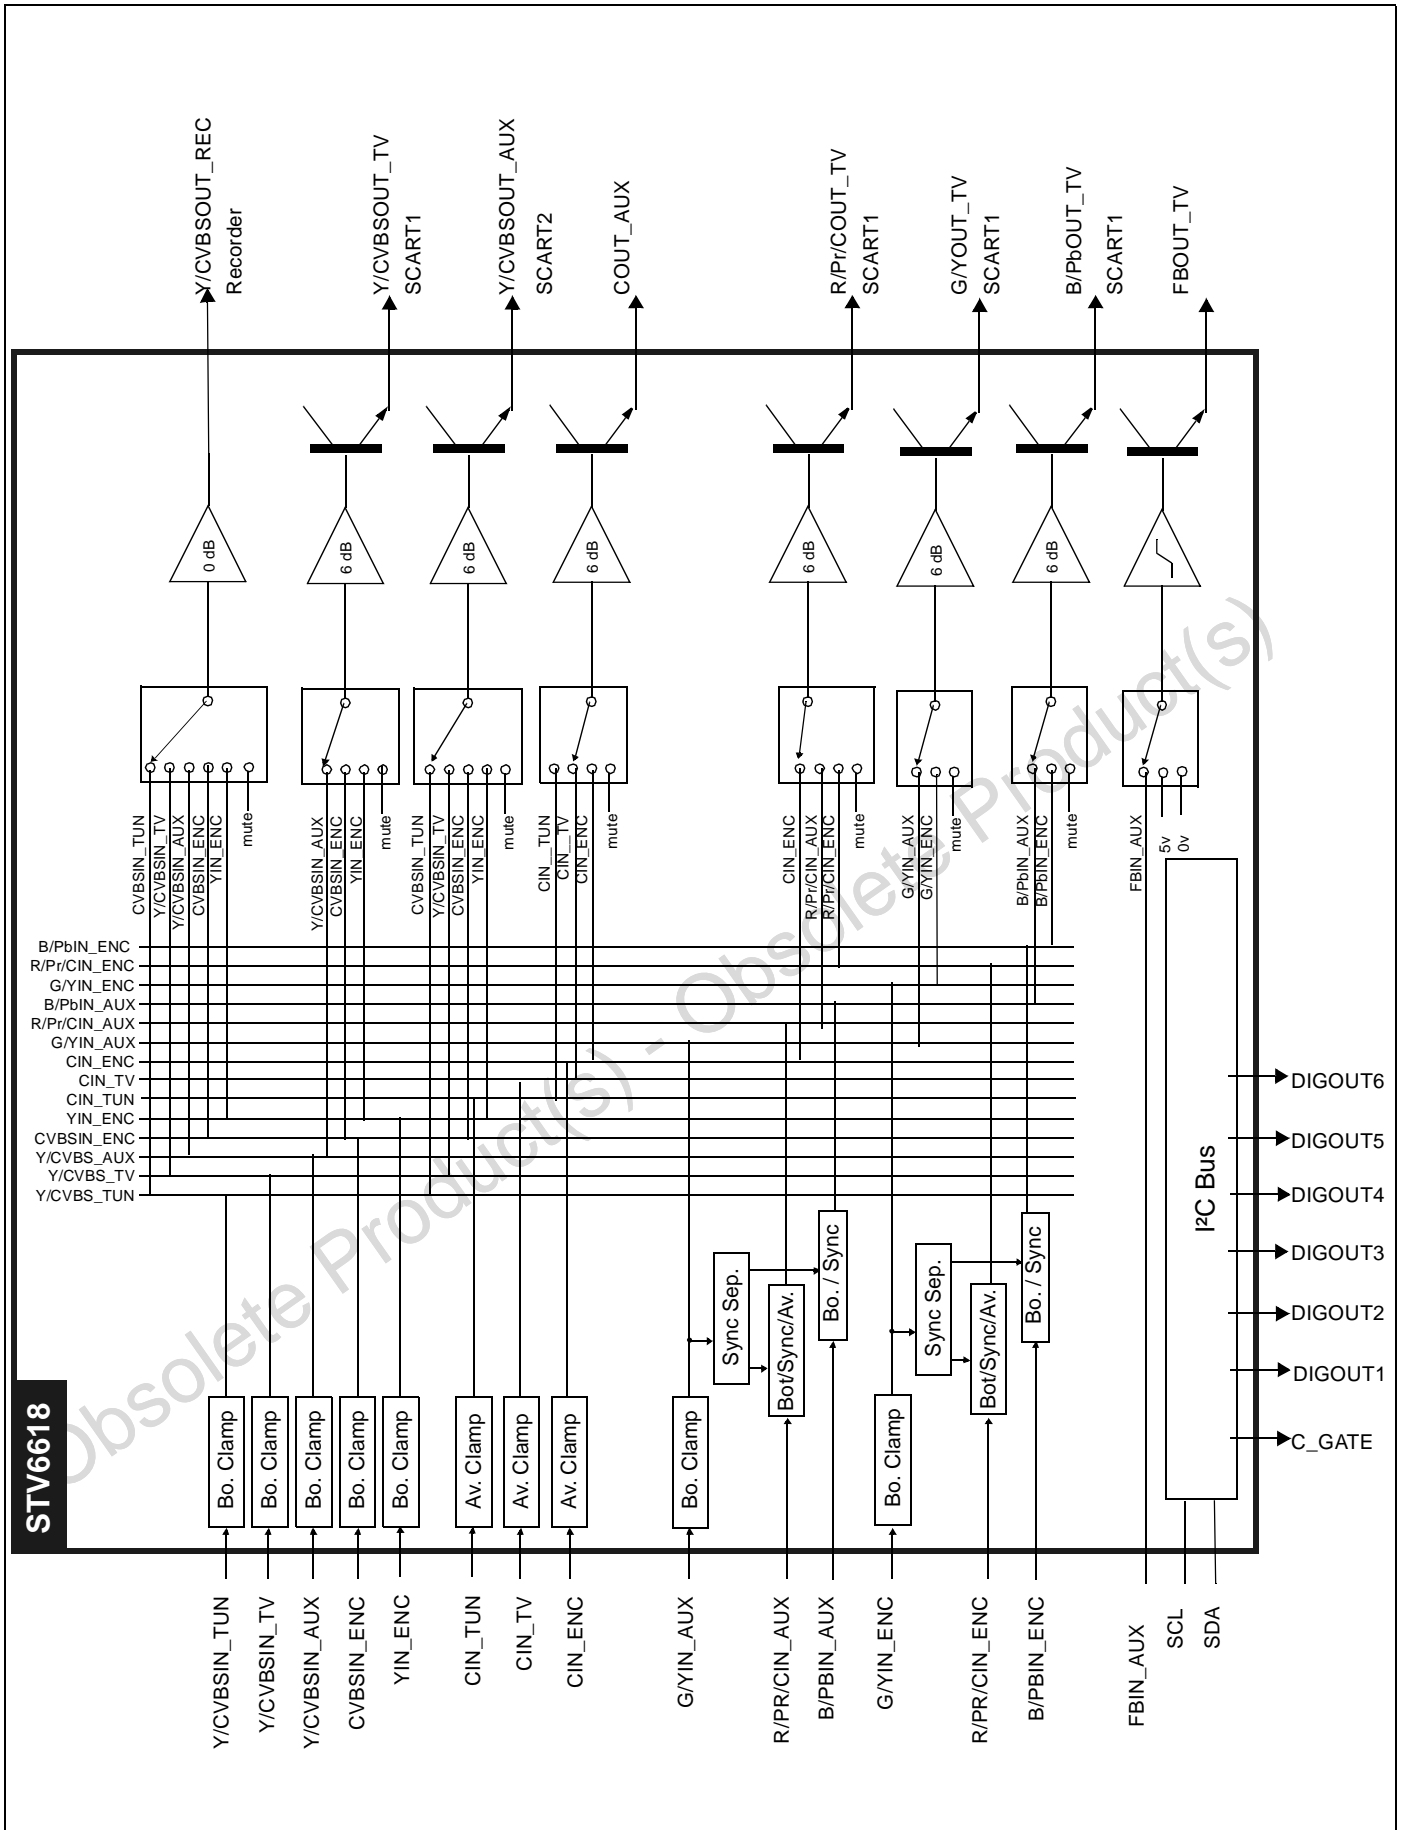 Y/CVBSOUT_REC
Recorder
Y/CVBSOUT_TV
SCART1
Y/CVBSOUT_AUX
SCART2
COUT_AUX
R/Pr/COUT_TV
SCART1
G/YOUT_TV
SCART1
B/PbOUT_TV
SCART1
FBOUT_TV
0 dB
6 dB
6 dB
6 dB
6 dB
6 dB
6 dB
CVBSIN_TUN
Y/CVBSIN_TV
Y/CVBSIN_AUX
CVBSIN_ENC
YIN_ENC
mute
Y/CVBSIN_AUX
CVBSIN_ENC
YIN_ENC
mute
CVBSIN_TUN
Y/CVBSIN_TV
CVBSIN_ENC
YIN_ENC
mute
CIN__TUN
CIN__TV
CIN_ENC
mute
CIN_ENC
R/Pr/CIN_AUX
R/Pr/CIN_ENC
mute
G/YIN_AUX
G/YIN_ENC
mute
B/PbIN_AUX
B/PbIN_ENC
mute
FBIN_AUX
5v
0v
B/PbIN_ENC
R/Pr/CIN_ENC
G/YIN_ENC
B/PbIN_AUX
R/Pr/CIN_AUX
G/YIN_AUX
CIN_ENC
CIN_TV
CIN_TUN
YIN_ENC
CVBSIN_ENC
Y/CVBS_AUX
Y/CVBS_TV
Y/CVBS_TUN
I²C Bus
DIGOUT6
DIGOUT5
DIGOUT4
DIGOUT3
DIGOUT2
DIGOUT1
C_GATE
Sync Sep.
Bot/Sync/Av.
Bo. / Sync
Sync Sep.
Bot/Sync/Av.
Bo. / Sync
STV6618
Bo. Clamp
Bo. Clamp
Bo. Clamp
Bo. Clamp
Bo. Clamp
Av. Clamp
Av. Clamp
Av. Clamp
Bo. Clamp
Bo. Clamp
Y/CVBSIN_TUN
Y/CVBSIN_TV
Y/CVBSIN_AUX
CVBSIN_ENC
YIN_ENC
CIN_TUN
CIN_TV
CIN_ENC
G/YIN_AUX
R/PR/CIN_AUX
B/PBIN_AUX
G/YIN_ENC
R/PR/CIN_ENC
B/PBIN_ENC
FBIN_AUX
SCL
SDA
Obsolete Product(s) - Obsolete Product(s)